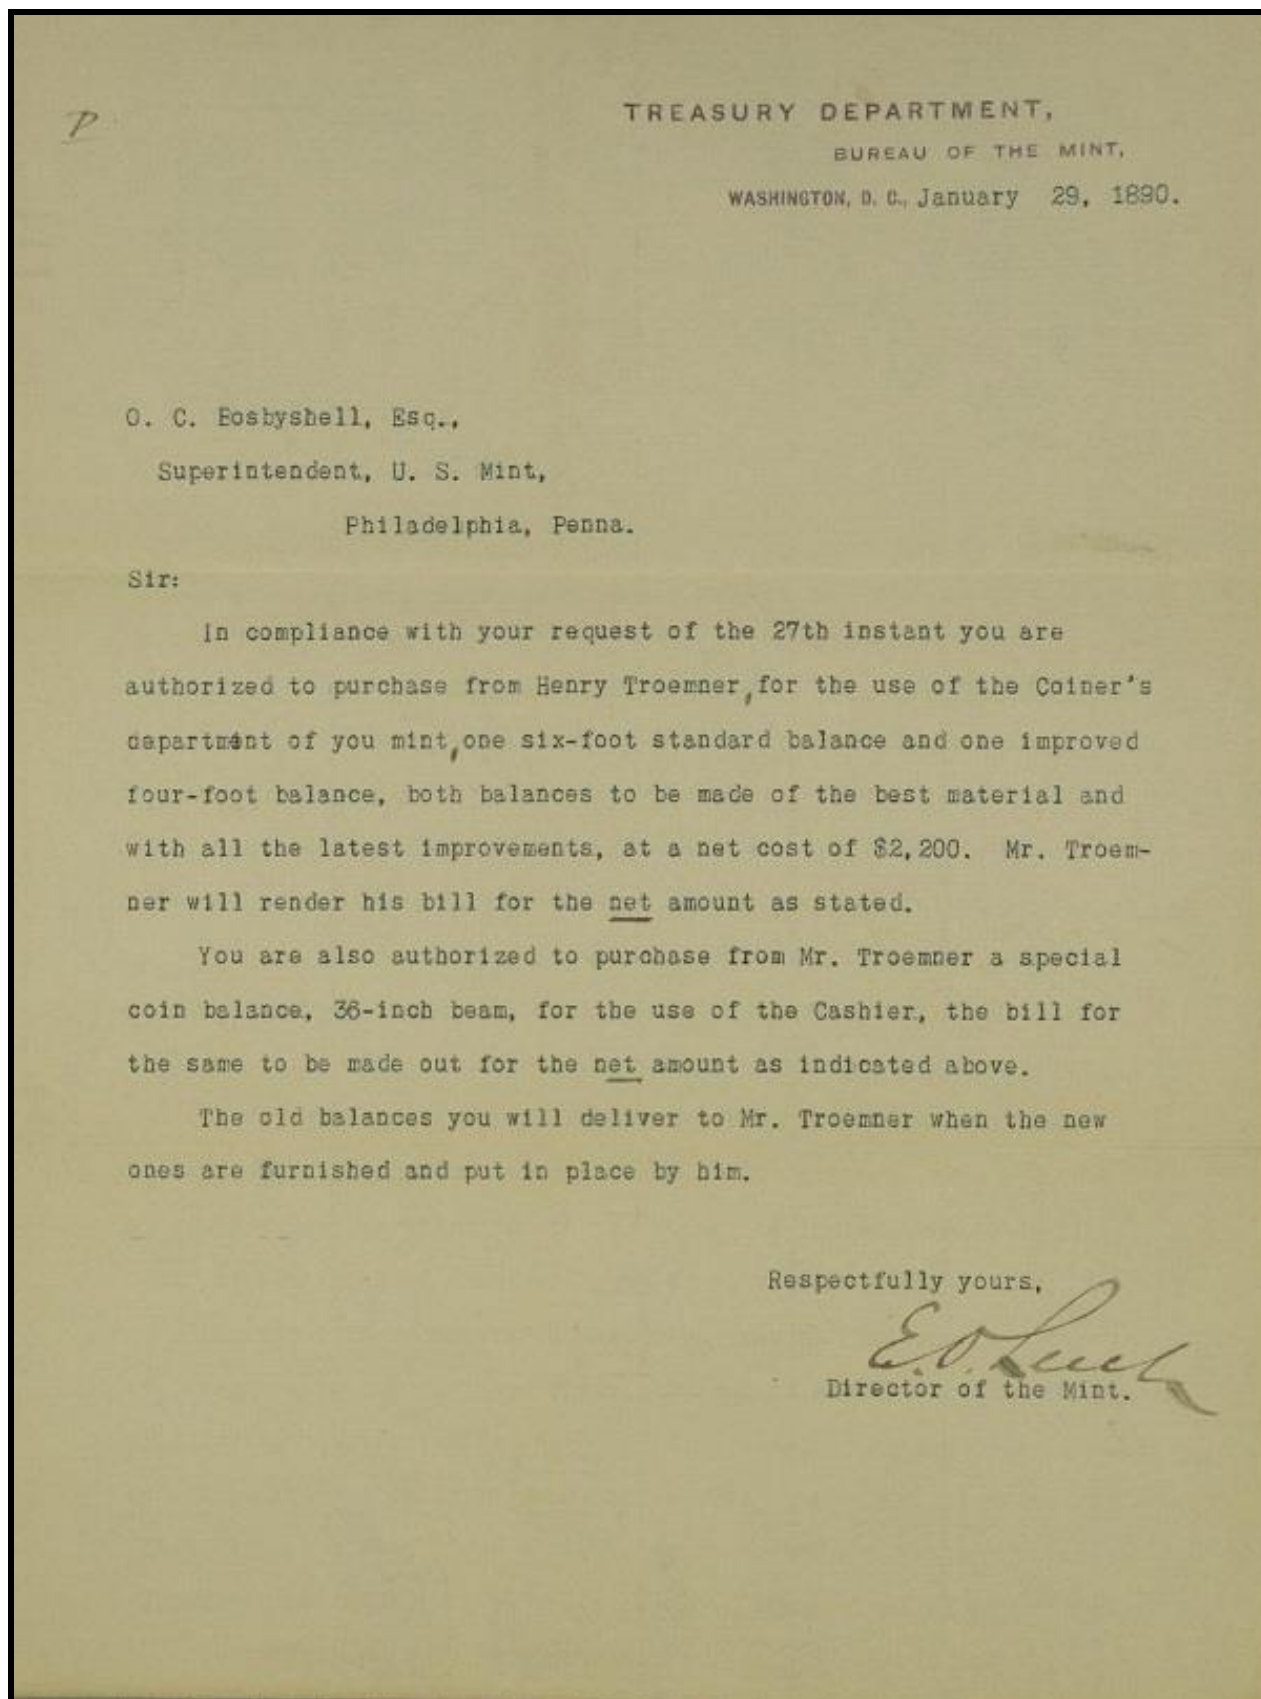 P
TREASURY DEPARTMENT,
BUREAU OF THE MINT,
WASHINGTON, D. C., January 29, 1890.
O. C. Bosbyshell, Esq.,
Superintendent, U. S. Mint,
Philadelphia, Penna.
Sir:
In compliance with your request of the 27th instant you are
authorized to purchase from Henry Troemner, for the use of the Coiner's
department of you mint, one six-foot standard balance and one improved
four-foot balance, both balances to be made of the best material and
with all the latest improvements, at a net cost of $2,200. Mr. Troem-
ner will render his bill for the net amount as stated.
You are also authorized to purchase from Mr. Troemner a special
coin balance, 36-inch beam, for the use of the Cashier, the bill for
the same to be made out for the net amount as indicated above.
The old balances you will deliver to Mr. Troemner when the new
ones are furnished and put in place by him.
Respectfully yours,
E. O. Leech
Director of the Mint.